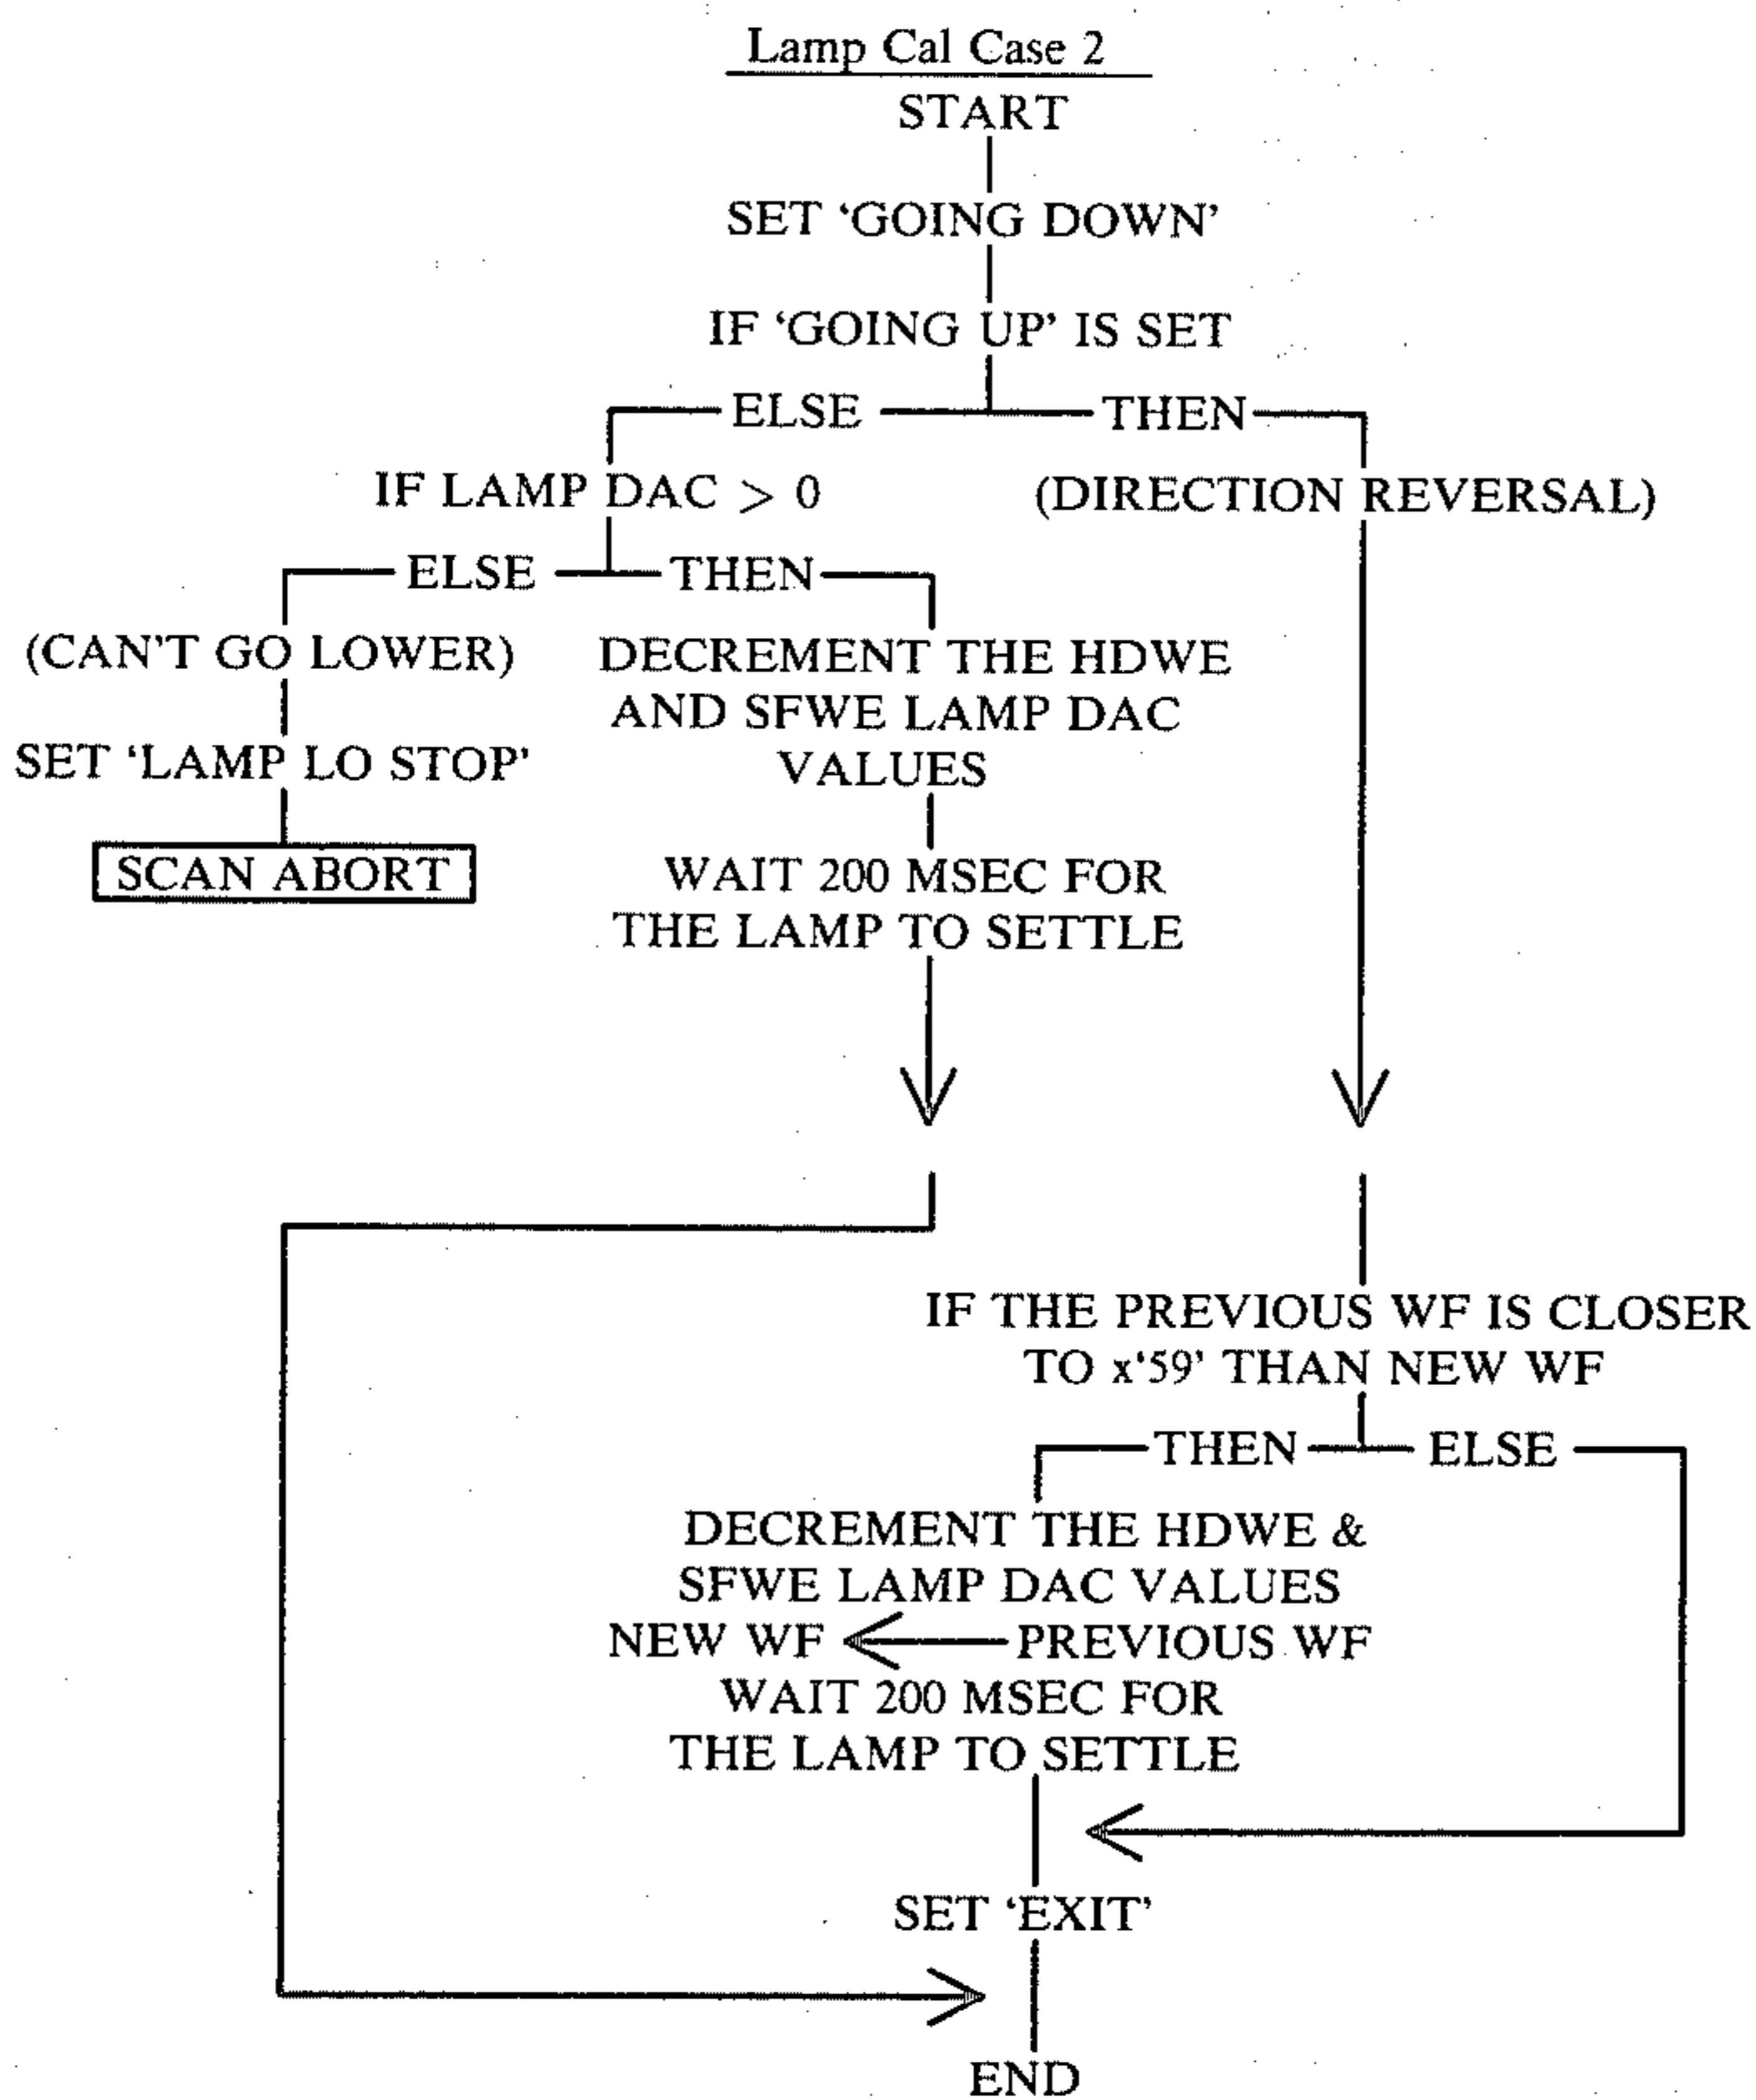 Lamp Cal Case 2
START
SET ‘GOING DOWN’
IF ‘GOING UP’ IS SET
ELSE THEN
IF LAMP DAC > 0
(DIRECTION REVERSAL)
ELSE THEN
(CAN'T GO LOWER)
SET ‘LAMP LO STOP’
SCAN ABORT
DECREMENT THE HDWE
AND SFWE LAMP DAC
VALUES
WAIT 200 MSEC FOR
THE LAMP TO SETTLE
IF THE PREVIOUS WF IS CLOSER
TO x‘59’ THAN NEW WF
THEN ELSE
DECREMENT THE HDWE &
SFWE LAMP DAC VALUES
NEW WF PREVIOUS WF
WAIT 200 MSEC FOR
THE LAMP TO SETTLE
SET ‘EXIT’
END